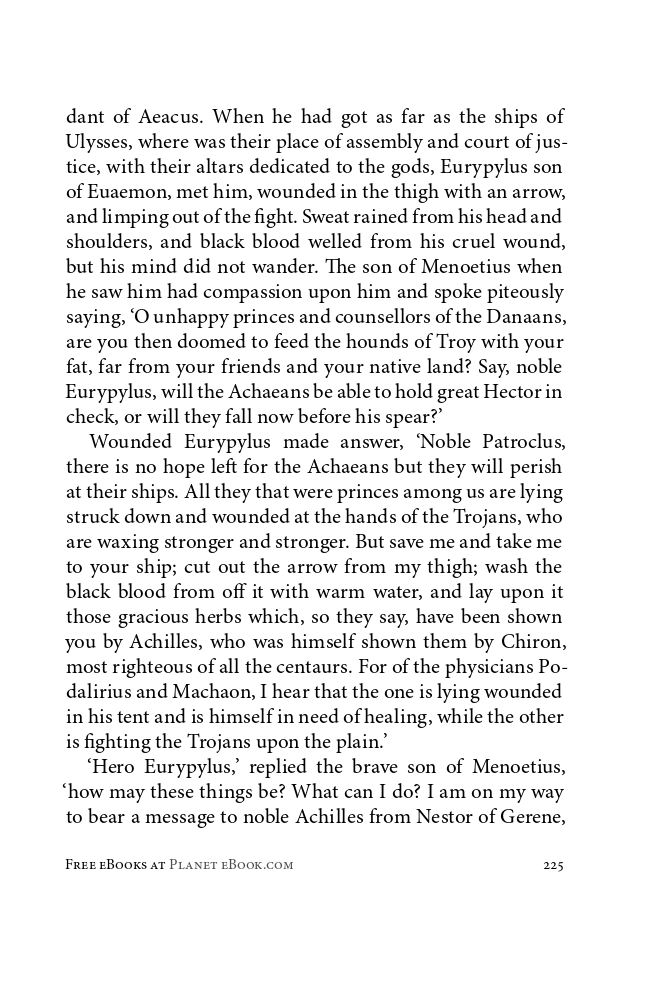 dant of Aeacus. When he had got as far as the ships of
Ulysses, where was their place of assembly and court of jus-
tice, with their altars dedicated to the gods, Eurypylus son
of Euaemon, met him, wounded in the thigh with an arrow,
and limping out of the fight. Sweat rained from his head and
shoulders, and black blood welled from his cruel wound,
but his mind did not wander. The son of Menoetius when
he saw him had compassion upon him and spoke piteously
saying, ‘O unhappy princes and counsellors of the Danaans,
are you then doomed to feed the hounds of Troy with your
fat, far from your friends and your native land? Say, noble
Eurypylus, will the Achaeans be able to hold great Hector in
check, or will they fall now before his spear?’
Wounded Eurypylus made answer, ‘Noble Patroclus,
there is no hope left for the Achaeans but they will perish
at their ships. All they that were princes among us are lying
struck down and wounded at the hands of the Trojans, who
are waxing stronger and stronger. But save me and take me
to your ship; cut out the arrow from my thigh; wash the
black blood from off it with warm water, and lay upon it
those gracious herbs which, so they say, have been shown
you by Achilles, who was himself shown them by Chiron,
most righteous of all the centaurs. For of the physicians Po-
dalirius and Machaon, I hear that the one is lying wounded
in his tent and is himself in need of healing, while the other
is fighting the Trojans upon the plain.’
‘Hero Eurypylus,’ replied the brave son of Menoetius,
‘how may these things be? What can I do? I am on my way
to bear a message to noble Achilles from Nestor of Gerene,
Free eBooks at Planet eBook.com 225